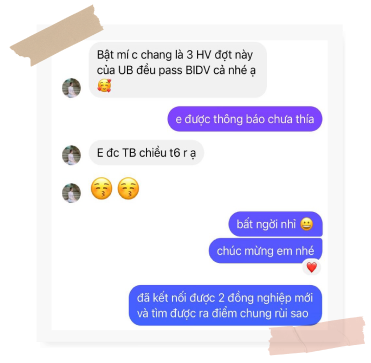 Bật mí c chang là 3 HV đợt này
của UB đều pass BIDV cả nhé ạ
🥰
e được thông báo chưa thía
E đc TB chiều t6 r ạ
😚😚
bất ngời nhỉ 😀
chúc mừng em nhé
❤️
đã kết nối được 2 đồng nghiệp mới
và tìm được ra điểm chung rùi sao